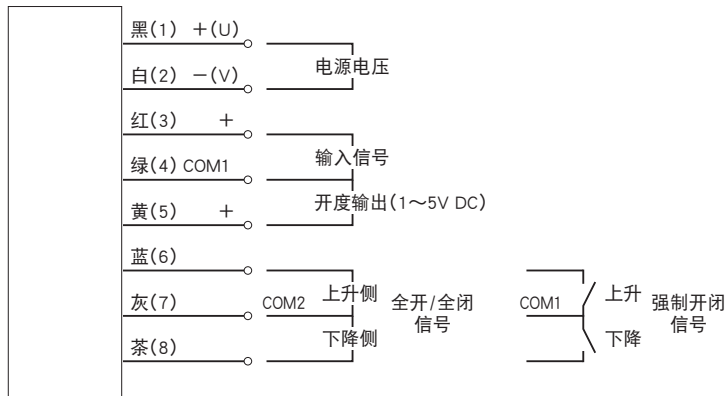 黑(1) +(U)
电源电压
白(2) −(V)
红(3) +
输入信号
绿(4) COM1
开度输出(1～5V DC)
黄(5) +
蓝(6)
上升侧
灰(7) COM2
下降侧
茶(8)
全开/全闭
信号
COM1
上升
下降
强制开闭
信号